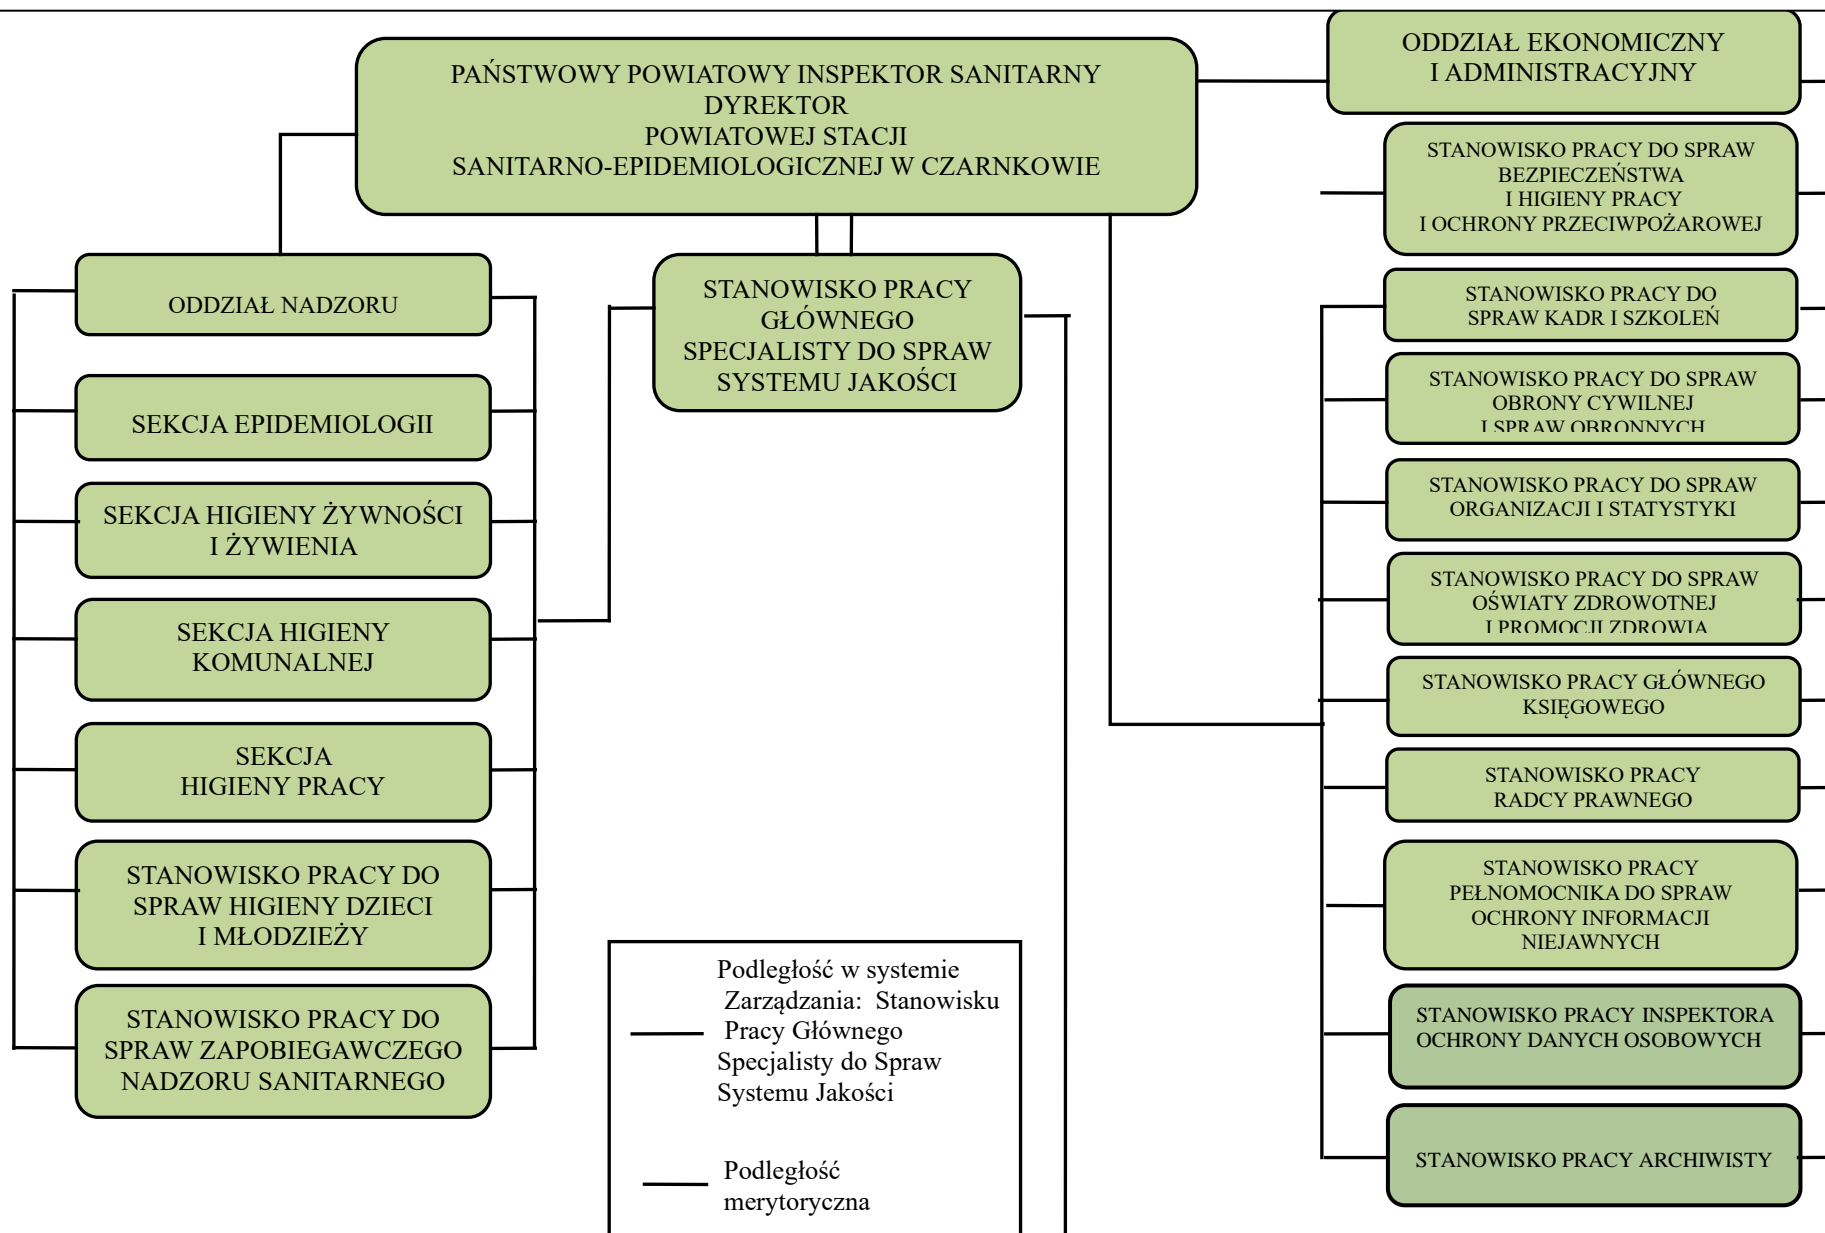 PAŃSTWOWY POWIATOWY INSPEKTOR SANITARNY
DYREKTOR
POWIATOWEJ STACJI
SANITARNO-EPIDEMIOLOGICZNEJ W CZARNKOWIE
ODDZIAŁ NADZORU
SEKCJA EPIDEMIOLOGII
SEKCJA HIGIENY ŻYWNOŚCI
I ŻYWIENIA
SEKCJA HIGIENY
KOMUNALNEJ
SEKCJA
HIGIENY PRACY
STANOWISKO PRACY DO
SPRAW HIGIENY DZIECI
I MŁODZIEŻY
STANOWISKO PRACY DO
SPRAW ZAPOBIEGAWCZEGO
NADZORU SANITARNEGO
STANOWISKO PRACY
GŁÓWNEGO
SPECJALISTY DO SPRAW
SYSTEMU JAKOŚCI
Podległość w systemie
Zarządzania: Stanowisku
Pracy Głównego
Specjalisty do Spraw
Systemu Jakości
Podległość
merytoryczna
ODDZIAŁ EKONOMICZNY
I ADMINISTRACYJNY
STANOWISKO PRACY DO SPRAW
BEZPIECZEŃSTWA
I HIGIENY PRACY
I OCHRONY PRZECIWPOŻAROWEJ
STANOWISKO PRACY DO
SPRAW KADR I SZKOLEŃ
STANOWISKO PRACY DO SPRAW
OBRONY CYWILNEJ
I SPRAW OBRONNYCH
STANOWISKO PRACY DO SPRAW
ORGANIZACJI I STATYSTYKI
STANOWISKO PRACY DO SPRAW
OŚWIATY ZDROWOTNEJ
I PROMOCJI ZDROWIA
STANOWISKO PRACY GŁÓWNEGO
KSIĘGOWEGO
STANOWISKO PRACY
RADCY PRAWNEGO
STANOWISKO PRACY
PEŁNOMOCNIKA DO SPRAW
OCHRONY INFORMACJI
NIEJAWNYCH
STANOWISKO PRACY INSPEKTORA
OCHRONY DANYCH OSOBOWYCH
STANOWISKO PRACY ARCHIWISTY